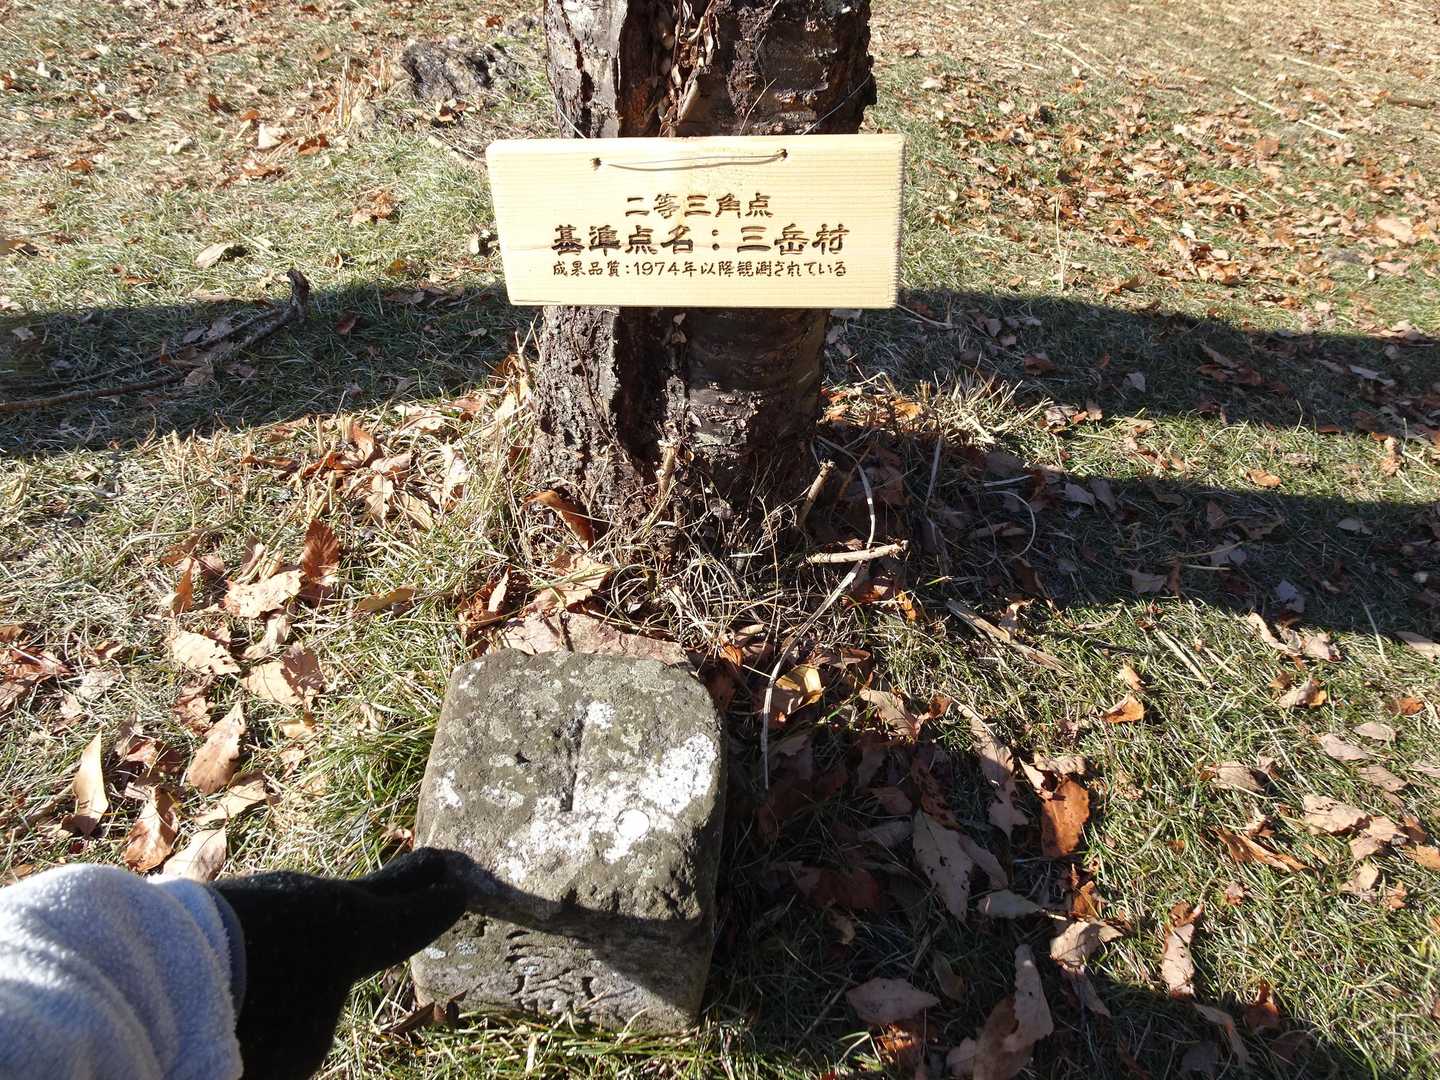 二等三角点
基準点名：三岳村
成果品質：1974年以降観測されている